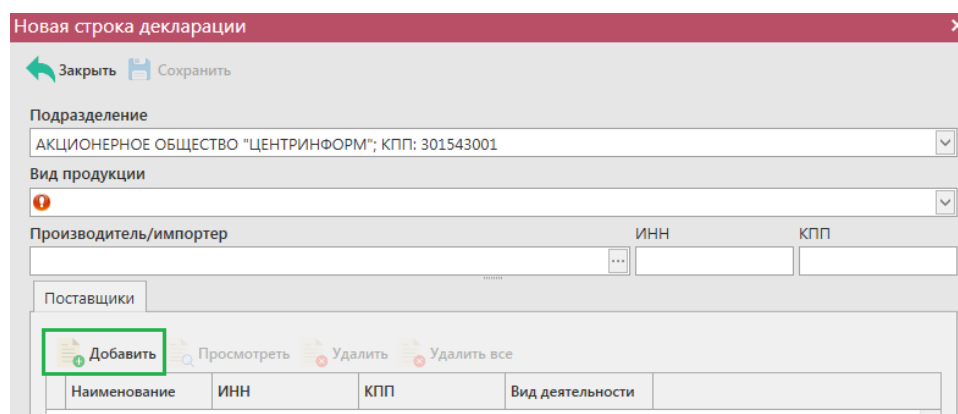 Новая строка декларации
Закрыть Сохранить
Подразделение
АКЦИОНЕРНОЕ ОБЩЕСТВО "ЦЕНТРИНФОРМ"; КПП: 301543001
Вид продукции
Производитель/импортер ИНН КПП
Поставщики
Добавить Просмотреть Удалить Удалить все
Наименование ИНН КПП Вид деятельности